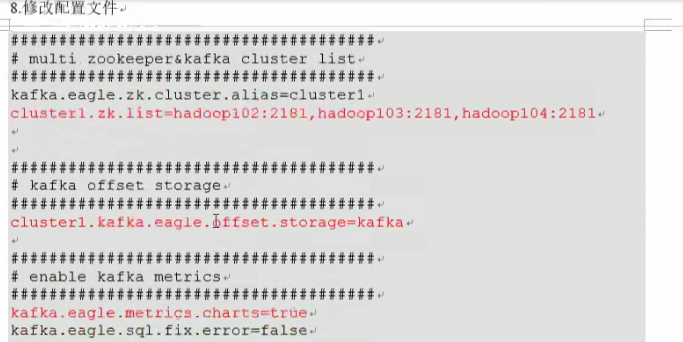 8.修改配置文件
######################################
# multi zookeeper&kafka cluster list
######################################
kafka.eagle.zk.cluster.alias=cluster1
cluster1.zk.list=hadoop102:2181,hadoop103:2181,hadoop104:2181
######################################
# kafka offset storage
######################################
cluster1.kafka.eagle.offset.storage=kafka
######################################
# enable kafka metrics
######################################
kafka.eagle.metrics.charts=true
kafka.eagle.sql.fix.error=false